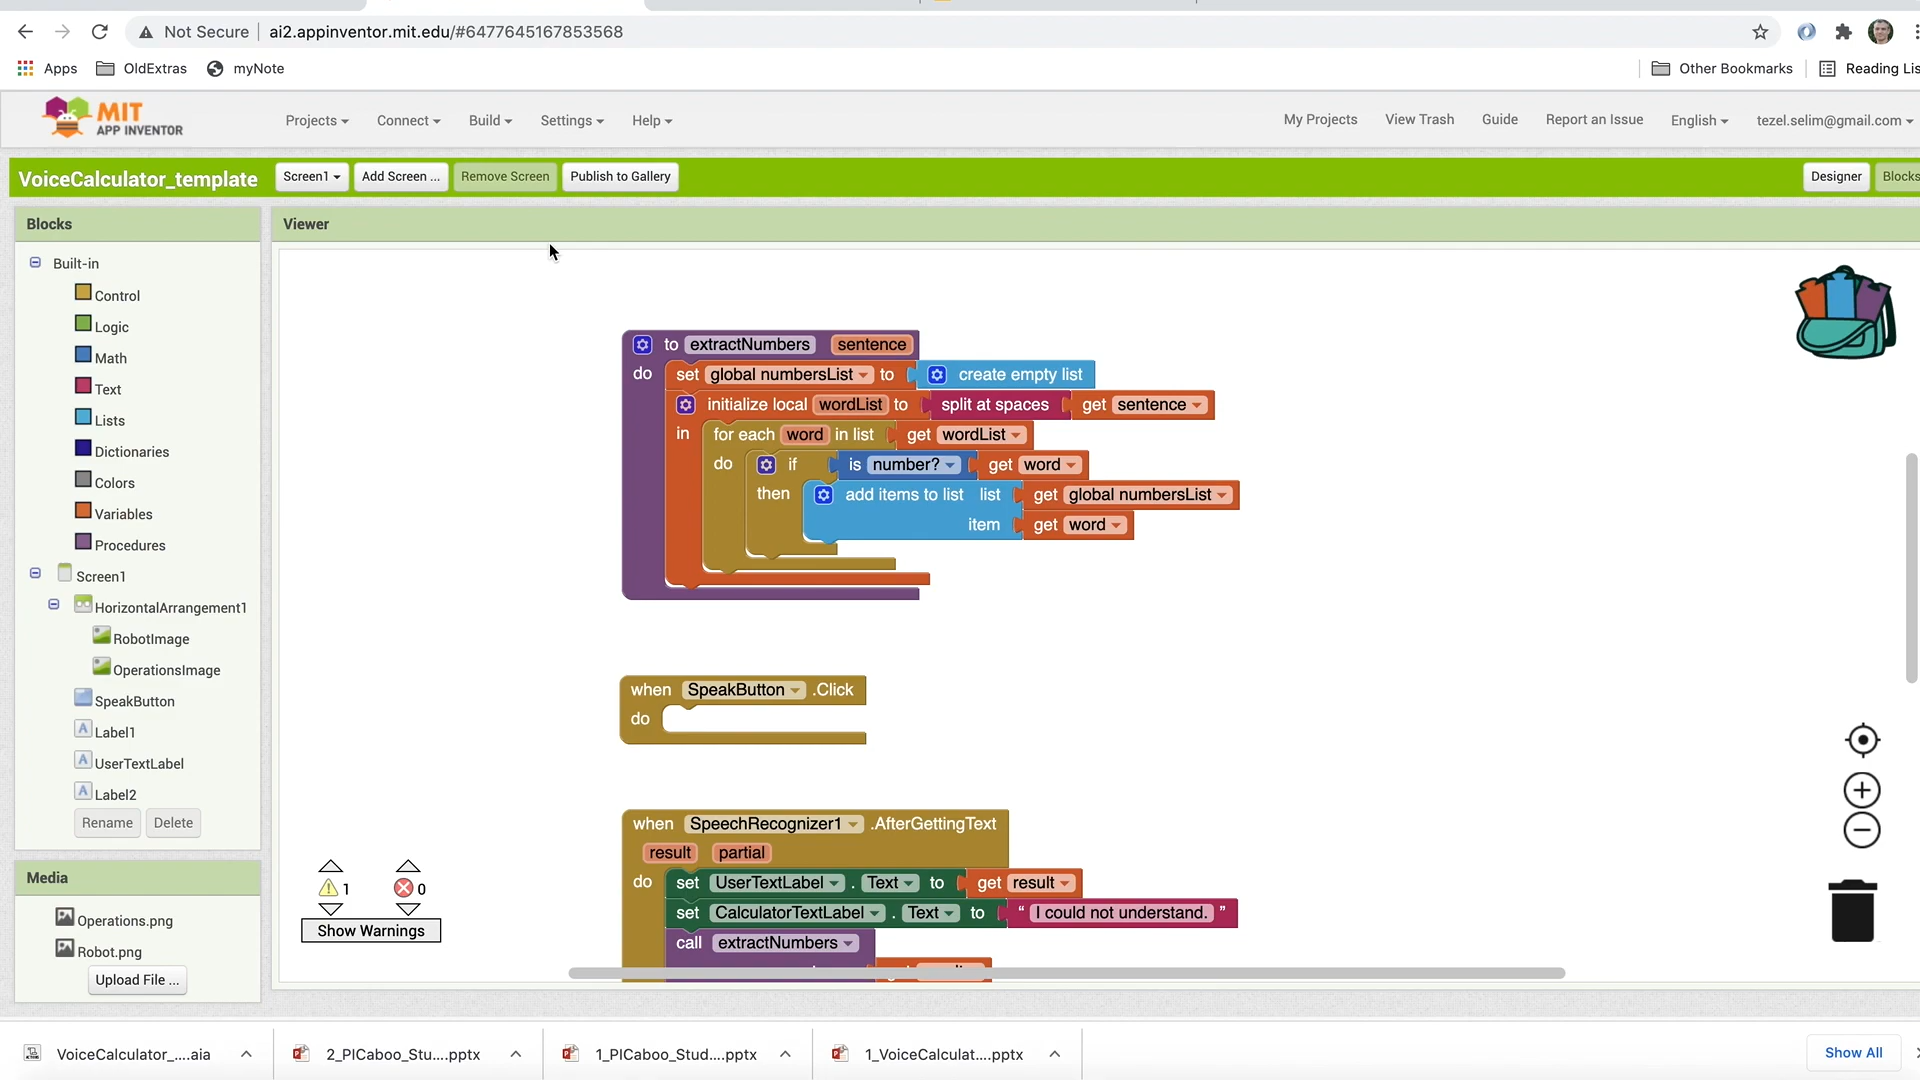 Not Secure ai2.appinventor.mit.edu/#6477645167853568
Apps OldExtras myNote Other Bookmarks Reading Lis
MIT
APP INVENTOR
Projects Connect Build Settings Help My Projects View Trash Guide Report an Issue English tezel.selim@gmail.com
VoiceCalculator_template Screen1 Add Screen ... Remove Screen Publish to Gallery Designer Blocks
Blocks
Viewer
Built-in
Control
Logic
Math
Text
Lists
Dictionaries
Colors
Variables
Procedures
Screen1
HorizontalArrangement1
RobotImage
OperationsImage
SpeakButton
Label1
UserTextLabel
Label2
Rename Delete
Media
Operations.png
Robot.png
Upload File ...
to extractNumbers sentence
do set global numbersList to create empty list
initialize local wordList to split at spaces get sentence
in for each word in list get wordList
do if is number? get word
then add items to list list get global numbersList
item get word
when SpeakButton .Click
do
when SpeechRecognizer1 .AfterGettingText
result partial
do set UserTextLabel . Text to get result
set CalculatorTextLabel . Text to “ I could not understand. ”
call extractNumbers
1 0
Show Warnings
VoiceCalculator_....aia 2_PICaboo_Stu....pptx 1_PICaboo_Stud....pptx 1_VoiceCalculat....pptx Show All